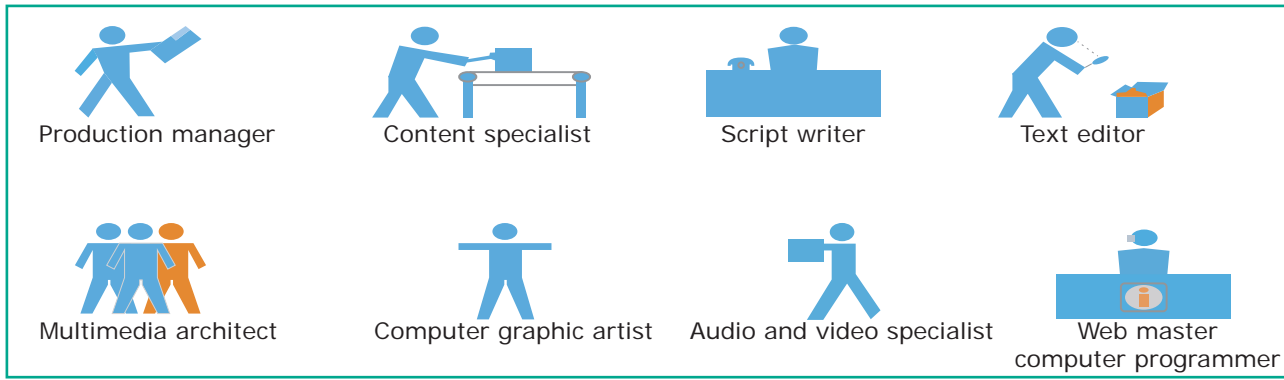 Production manager
Content specialist
Script writer
Text editor
Multimedia architect
Computer graphic artist
Audio and video specialist
Web master
computer programmer